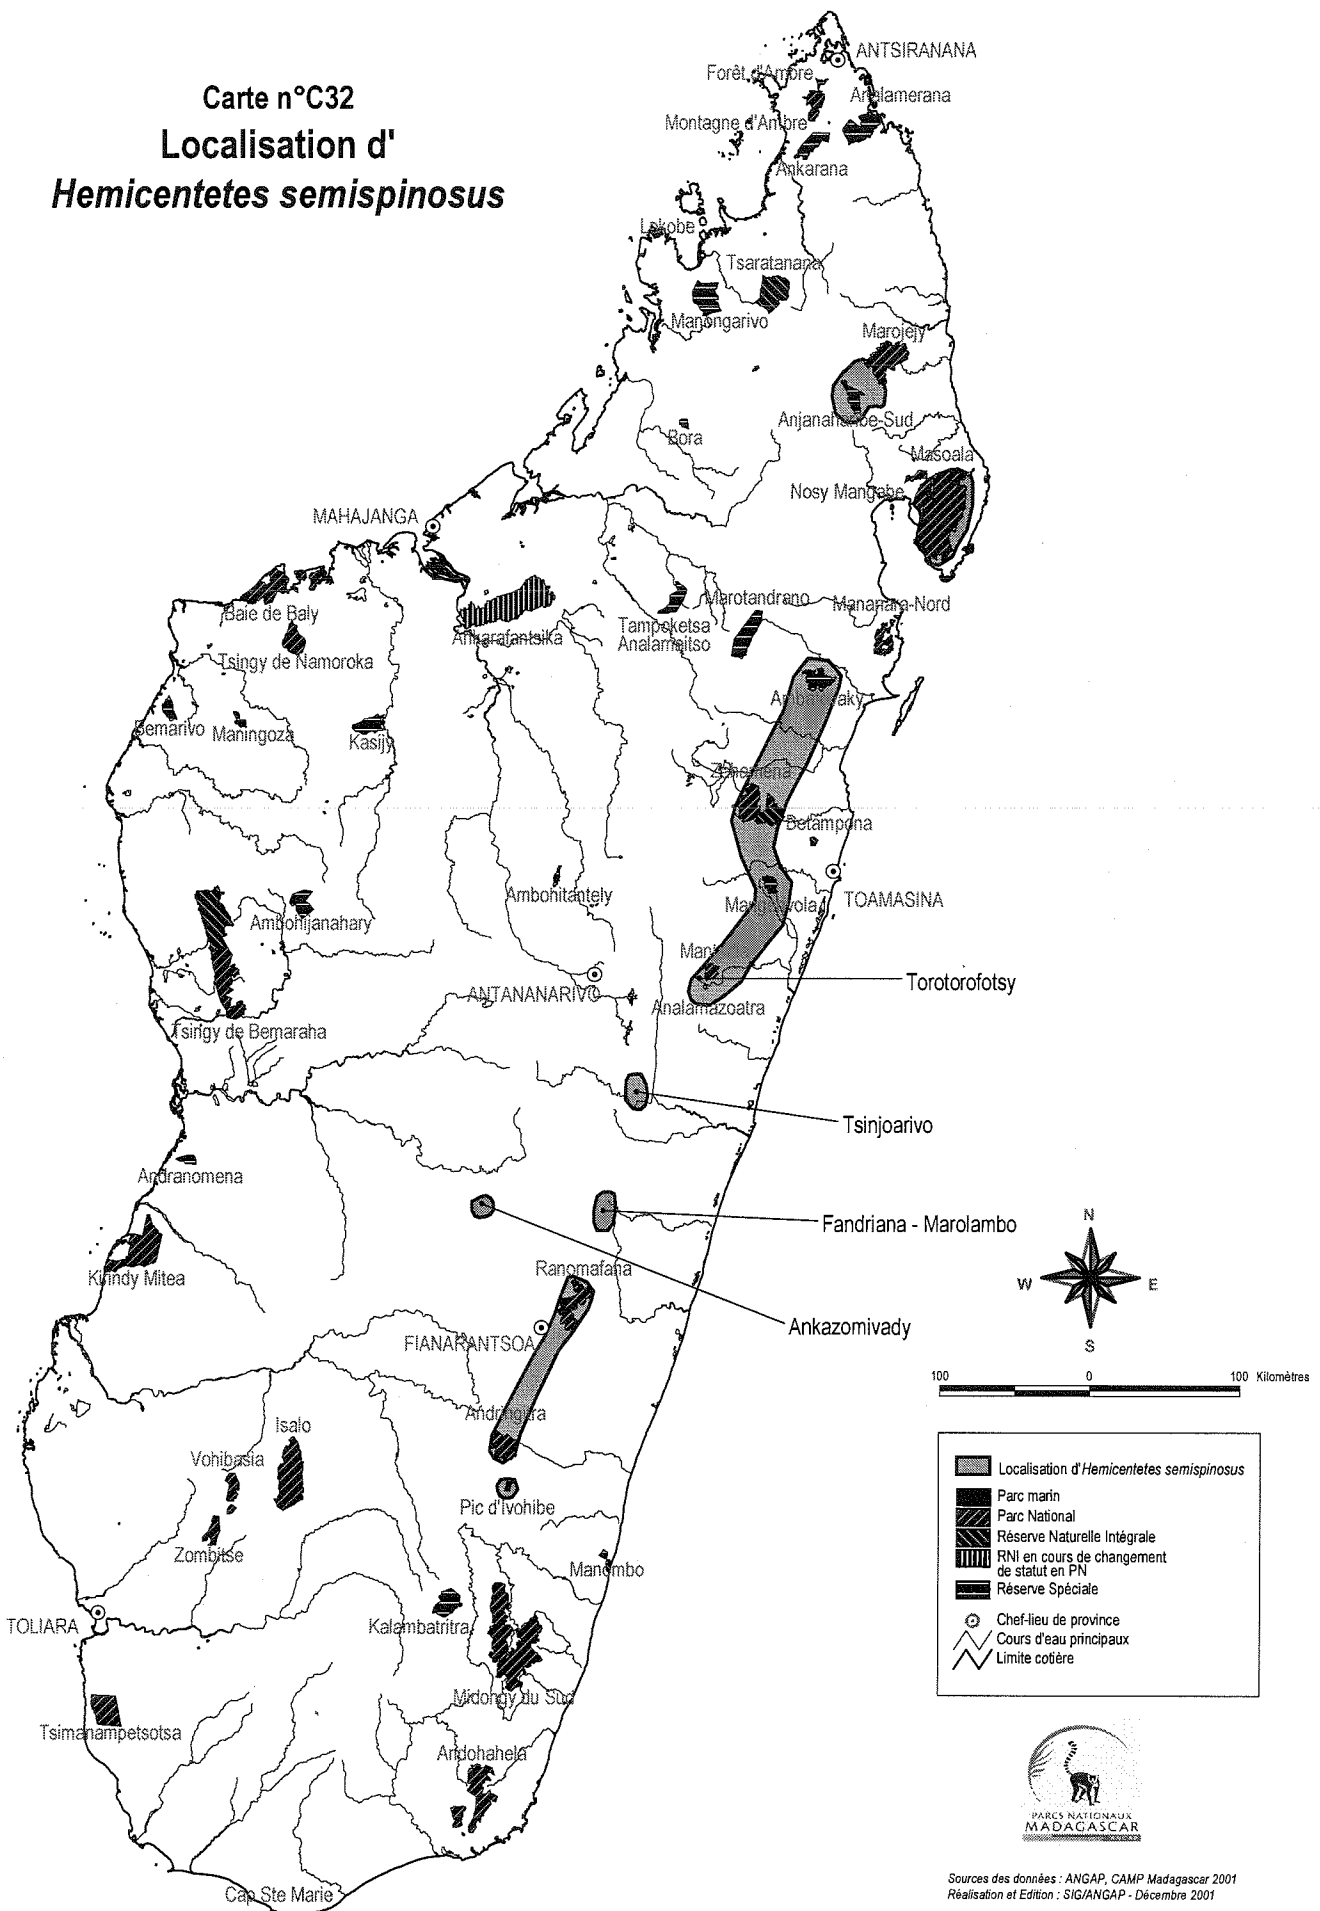 Carte n°C32
Localisation d'
Hemicentetes semispinosus
ANTSIRANANA
Forêt d'Ambre
Analamerana
Montagne d'Ambre
Ankarana
Lokobe
Tsaratanana
Manongarivo
Marojejy
Anjanaharibe-Sud
Bora
Masoala
Nosy Mangabe
MAHAJANGA
Baie de Baly
Ankarafantsika
Tsingy de Namoroka
Tampoketsa
Analamaitso
Marotandrano
Mananara-Nord
Bemarivo
Maningoza
Kasijy
Ambatovaky
Zahamena
Betampona
Ambohitantely
Ambohijanahary
Mangerivola
TOAMASINA
ANTANANARIVO
Torotorofotsy
Analamazoatra
Tsingy de Bemaraha
Tsinjoarivo
Andranomena
Fandriana - Marolambo
Kirindy Mitea
Ranomafana
Ankazomivady
FIANARANTSOA
Andringitra
Isalo
Vohibasia
Pic d'Ivohibe
Zombitse
Manombo
TOLIARA
Kalambatritra
Midongy du Sud
Tsimanampetsotsa
Andohahela
Cap Ste Marie
N
W
E
S
100
0
100 Kilomètres
Localisation d'Hemicentetes semispinosus
Parc marin
Parc National
Réserve Naturelle Intégrale
RNI en cours de changement
de statut en PN
Réserve Spéciale
Chef-lieu de province
Cours d'eau principaux
Limite cotière
PARCS NATIONAUX
MADAGASCAR
Sources des données : ANGAP, CAMP Madagascar 2001
Réalisation et Edition : SIG/ANGAP - Décembre 2001